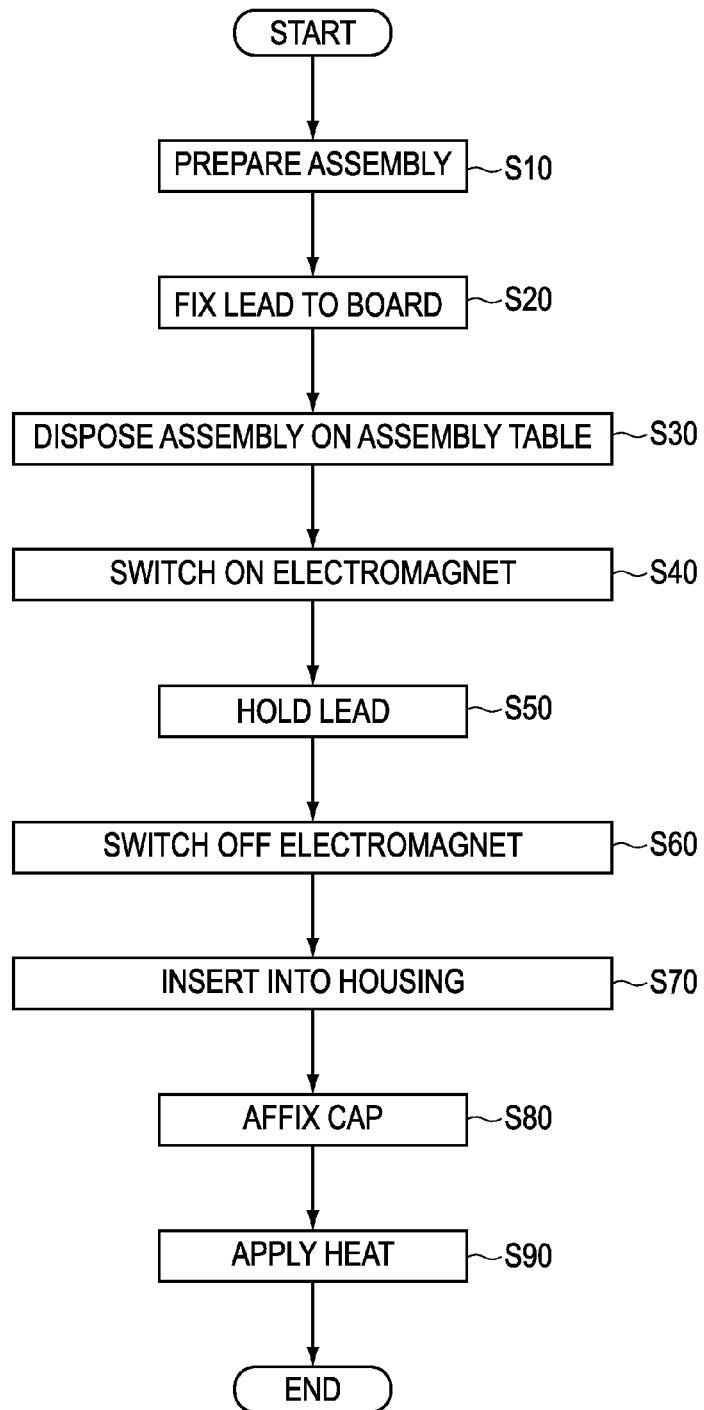 START
PREPARE ASSEMBLY S10
FIX LEAD TO BOARD S20
DISPOSE ASSEMBLY ON ASSEMBLY TABLE S30
SWITCH ON ELECTROMAGNET S40
HOLD LEAD S50
SWITCH OFF ELECTROMAGNET S60
INSERT INTO HOUSING S70
AFFIX CAP S80
APPLY HEAT S90
END